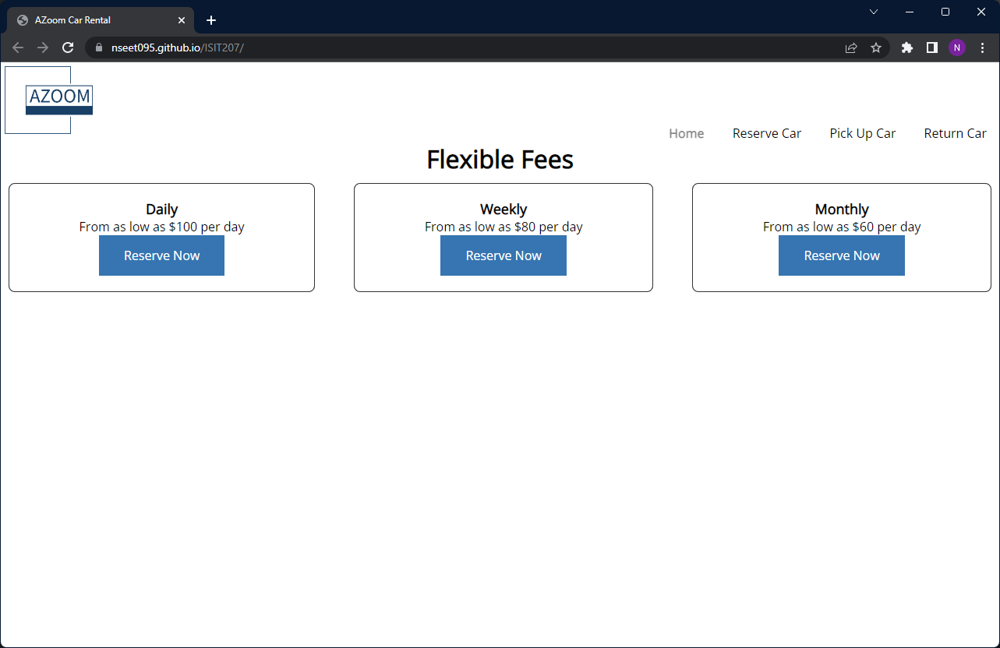 AZoom Car Rental
nseet095.github.io/ISIT207/
N
AZOOM
Home Reserve Car Pick Up Car Return Car
Flexible Fees
Daily
From as low as $100 per day
Reserve Now
Weekly
From as low as $80 per day
Reserve Now
Monthly
From as low as $60 per day
Reserve Now